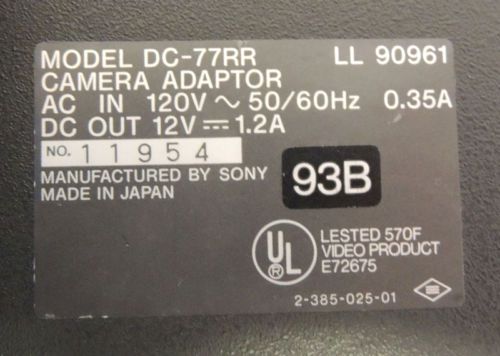 MODEL DC-77RR LL 90961
CAMERA ADAPTOR
AC IN 120V ~ 50/60Hz 0.35A
DC OUT 12V ⎓ 1.2A
NO. 11954
MANUFACTURED BY SONY
MADE IN JAPAN
93B
UL
®
LESTED 570F
VIDEO PRODUCT
E72675
2-385-025-01